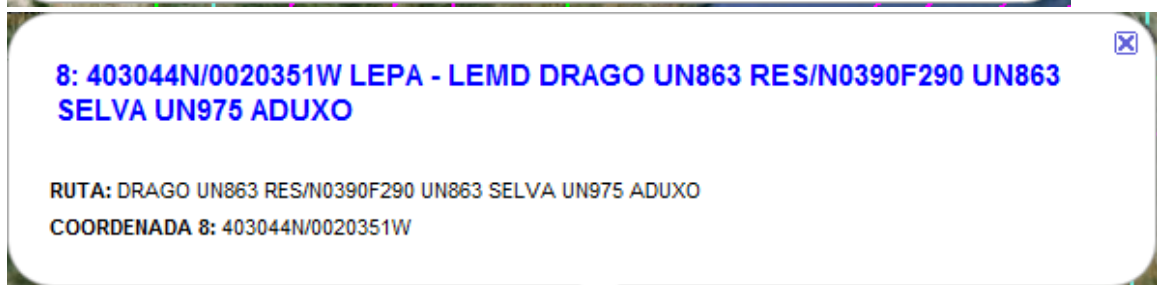 8: 403044N/0020351W LEPA - LEMD DRAGO UN863 RES/N0390F290 UN863
SELVA UN975 ADUXO
RUTA: DRAGO UN863 RES/N0390F290 UN863 SELVA UN975 ADUXO
COORDENADA 8: 403044N/0020351W